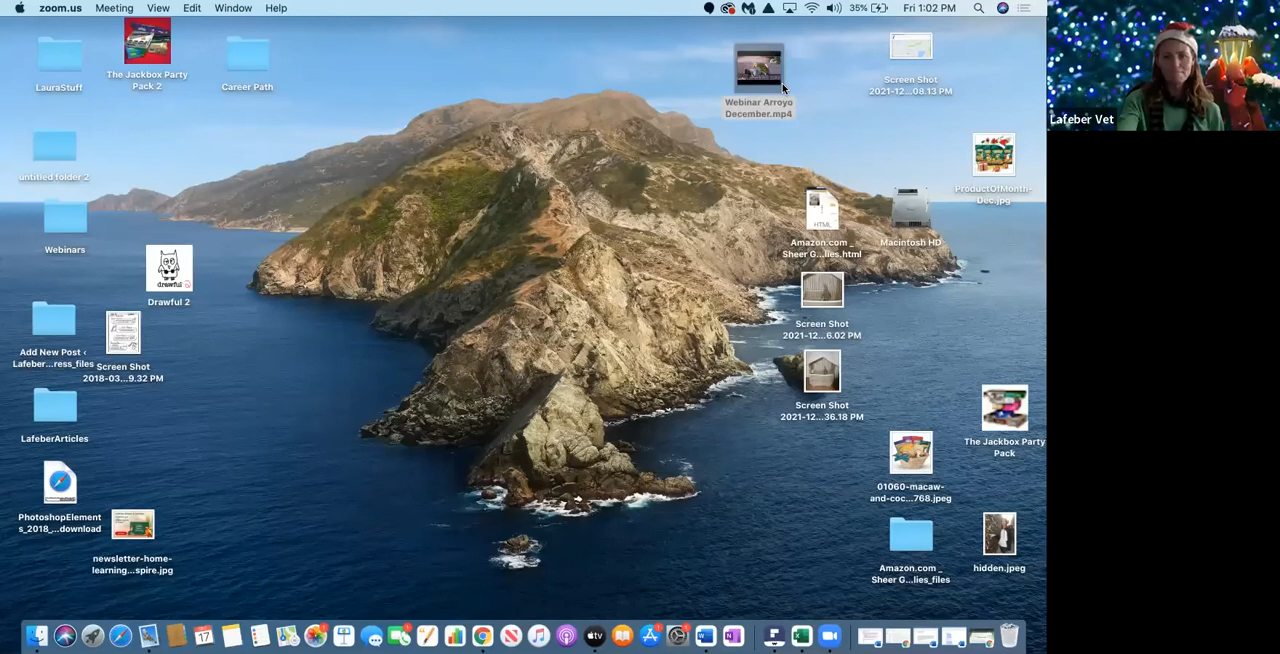 zoom.us Meeting View Edit Window Help
35% Fri 1:02 PM
LauraStuff
The Jackbox Party
Pack 2
Career Path
Webinar Arroyo
December.mp4
Screen Shot
2021-12...08.13 PM
Lafeber Vet
untitled folder 2
ProductOfMonth-
Dec.jpg
Webinars
HTML
Amazon.com _
Sheer G...lies.html
Macintosh HD
drawful
Drawful 2
Screen Shot
2021-12...6.02 PM
Add New Post ‹
Lafeber...ress_files
Screen Shot
2018-03...9.32 PM
Screen Shot
2021-12...36.18 PM
LafeberArticles
The Jackbox Party
Pack
01060-macaw-
and-coc...768.jpeg
PhotoshopElement
s_2018_...download
newsletter-home-
learning...spire.jpg
Amazon.com _
Sheer G...lies_files
hidden.jpeg
17
tv